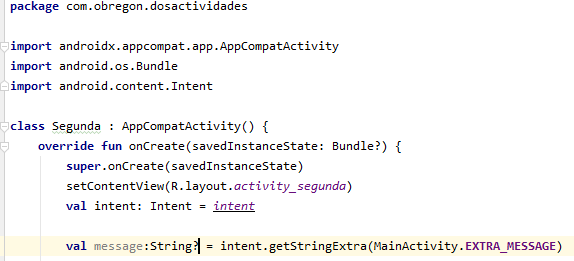 package com.obregon.dosactividades
import androidx.appcompat.app.AppCompatActivity
import android.os.Bundle
import android.content.Intent
class Segunda : AppCompatActivity() {
override fun onCreate(savedInstanceState: Bundle?) {
super.onCreate(savedInstanceState)
setContentView(R.layout.activity_segunda)
val intent: Intent = intent
val message:String? = intent.getStringExtra(MainActivity.EXTRA_MESSAGE)